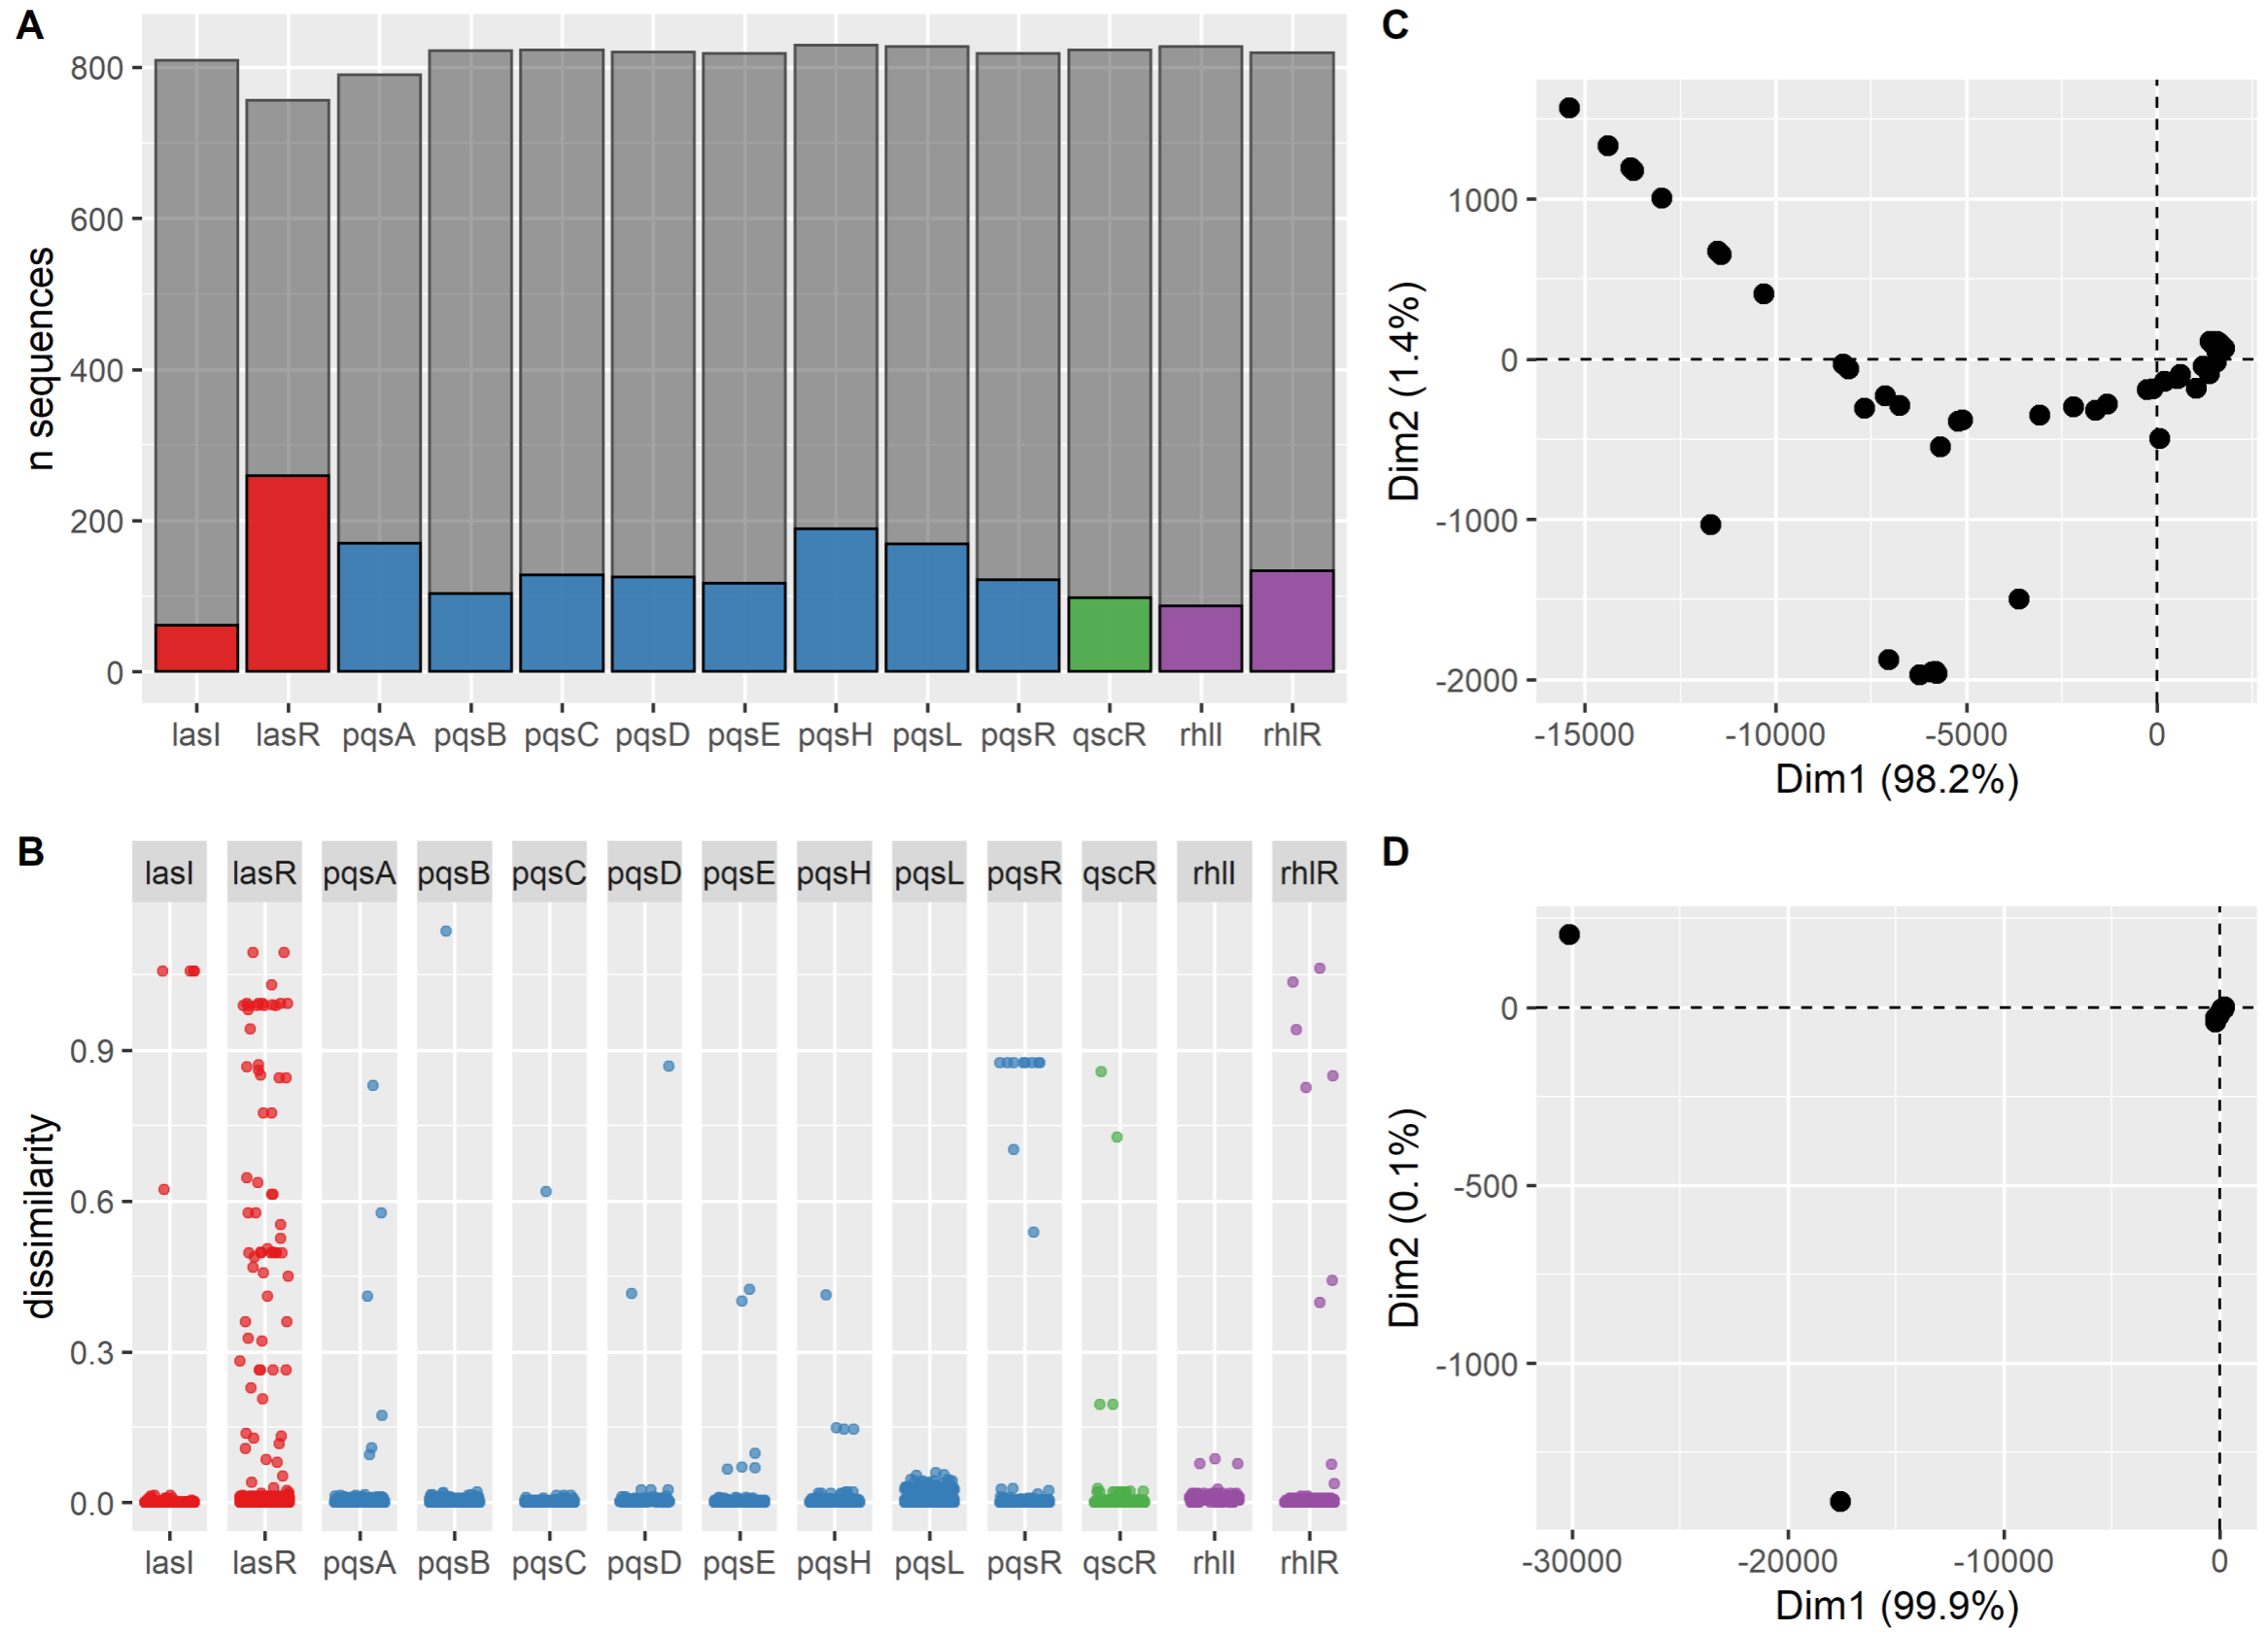 A
n sequences
800
600
400
200
0
lasI lasR pqsA pqsB pqsC pqsD pqsE pqsH pqsL pqsR qscR rhlI rhlR
B
lasI lasR pqsA pqsB pqsC pqsD pqsE pqsH pqsL pqsR qscR rhlI rhlR
dissimilarity
0.9
0.6
0.3
0.0
lasI lasR pqsA pqsB pqsC pqsD pqsE pqsH pqsL pqsR qscR rhlI rhlR
C
Dim2 (1.4%)
1000
0
-1000
-2000
-15000 -10000 -5000 0
Dim1 (98.2%)
D
Dim2 (0.1%)
0
-500
-1000
-30000 -20000 -10000 0
Dim1 (99.9%)